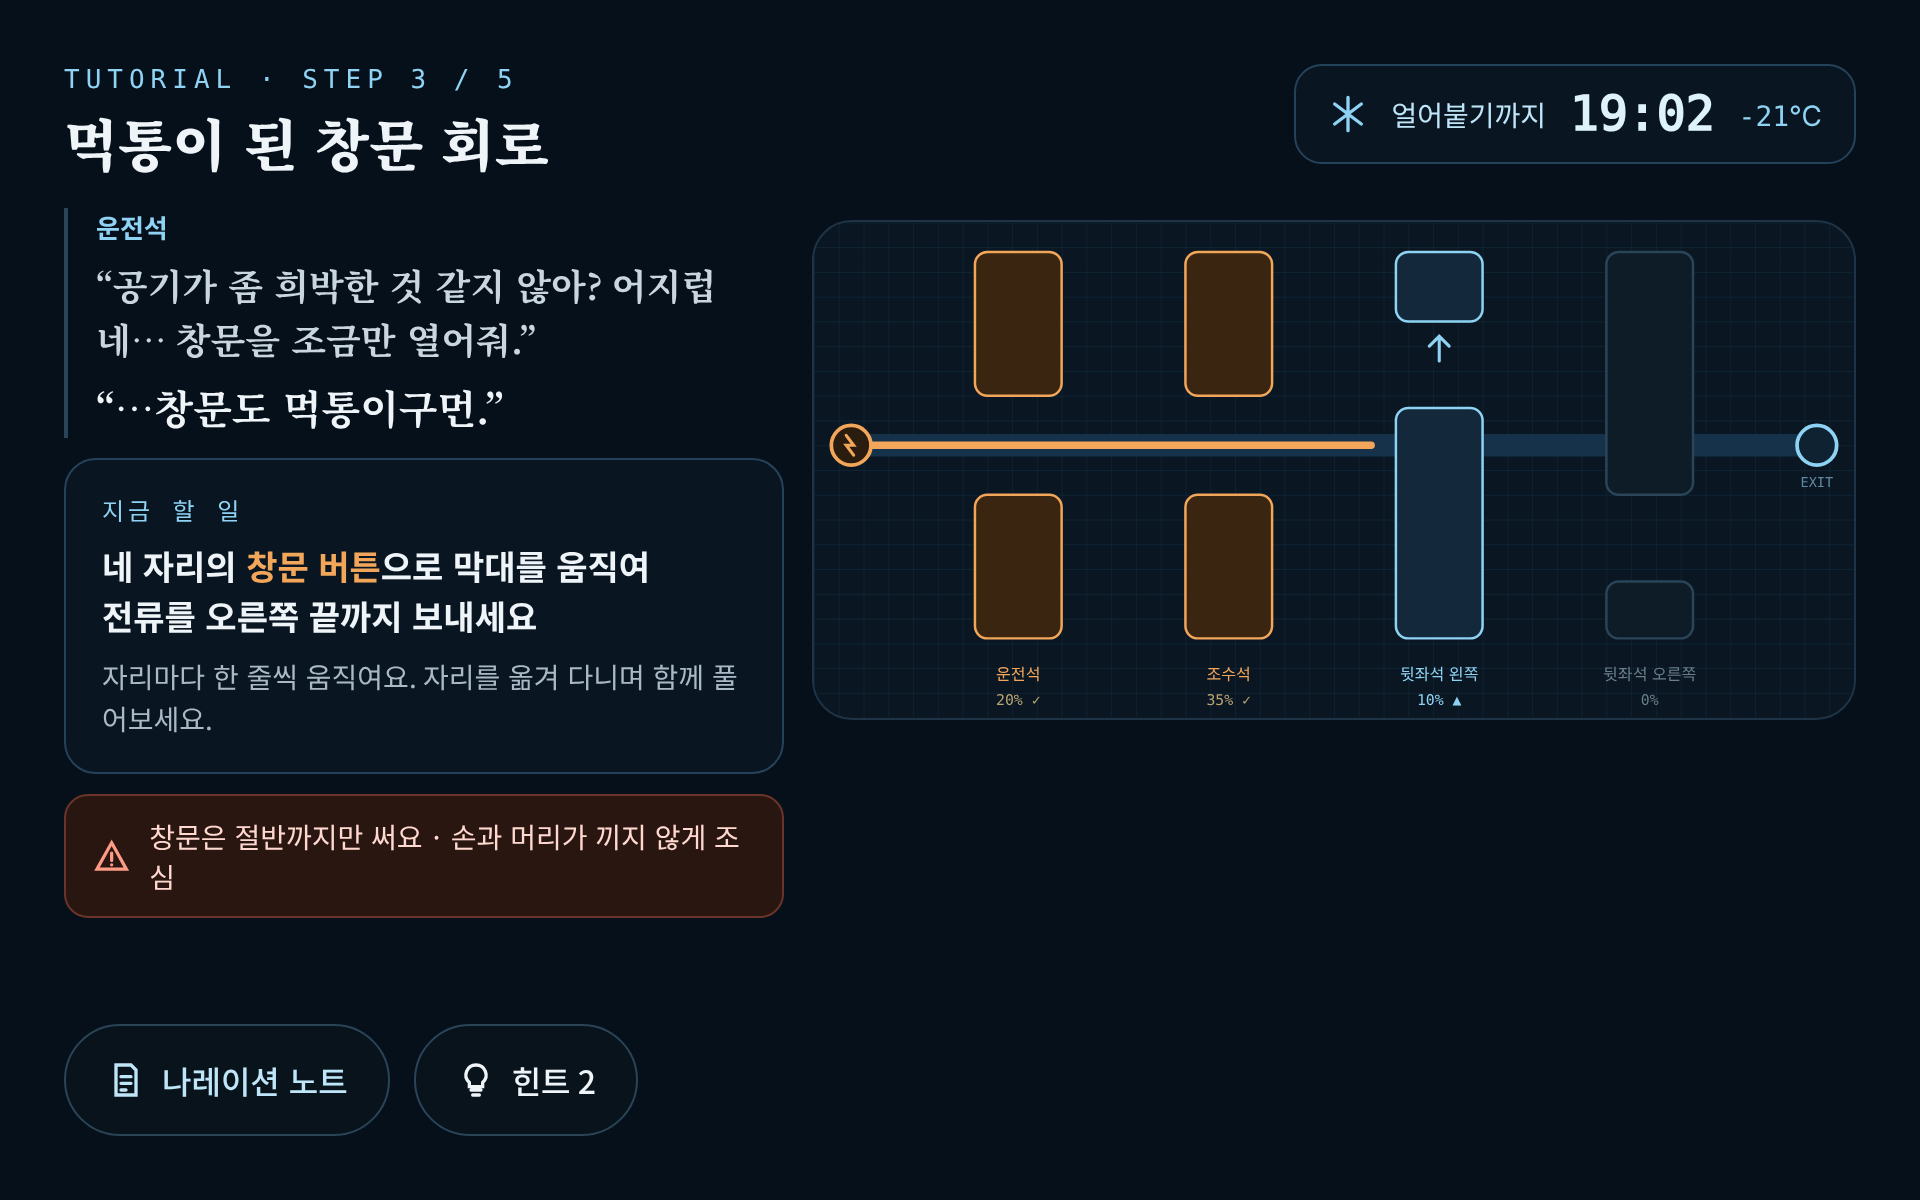 TUTORIAL · STEP 3 / 5
먹통이 된 창문 회로
얼어붙기까지 19:02 -21°C
운전석
“공기가 좀 희박한 것 같지 않아? 어지럽
네… 창문을 조금만 열어줘.”
“…창문도 먹통이구먼.”
지금 할 일
네 자리의 창문 버튼으로 막대를 움직여
전류를 오른쪽 끝까지 보내세요
자리마다 한 줄씩 움직여요. 자리를 옮겨 다니며 함께 풀
어보세요.
창문은 절반까지만 써요 · 손과 머리가 끼지 않게 조
심
EXIT
운전석
20% ✓
조수석
35% ✓
뒷좌석 왼쪽
10% ▲
뒷좌석 오른쪽
0%
나레이션 노트
힌트 2